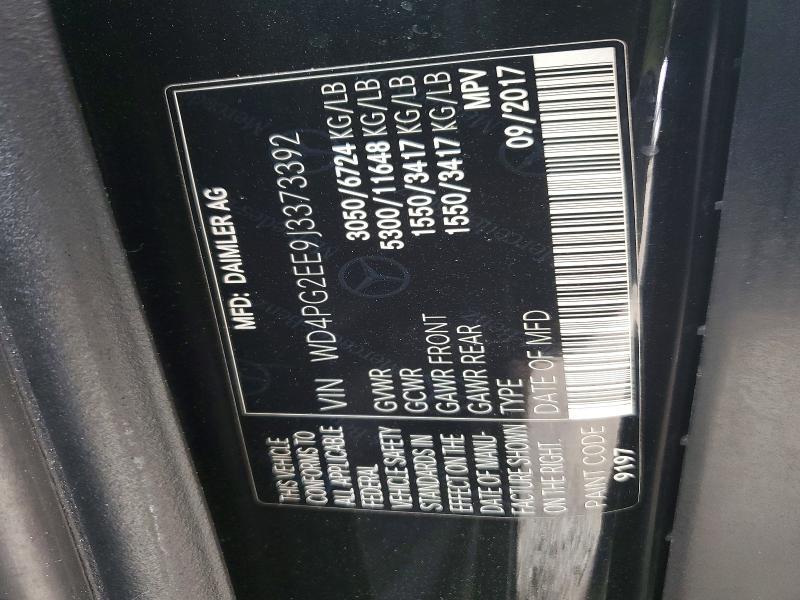 MFD: DAIMLER AG
VIN WD4PG2EE9J3373392
GVWR 3050/6724 KG/LB
GCWR 5300/11648 KG/LB
GAWR FRONT 1550/3417 KG/LB
GAWR REAR 1550/3417 KG/LB
TYPE MPV
DATE OF MFD 09/2017
THIS VEHICLE
CONFORMS TO
ALL APPLICABLE
FEDERAL
VEHICLE SAFETY
STANDARDS IN
EFFECT ON THE
DATE OF MANU-
FACTURE SHOWN
ON THE RIGHT.
PAINT CODE
9197